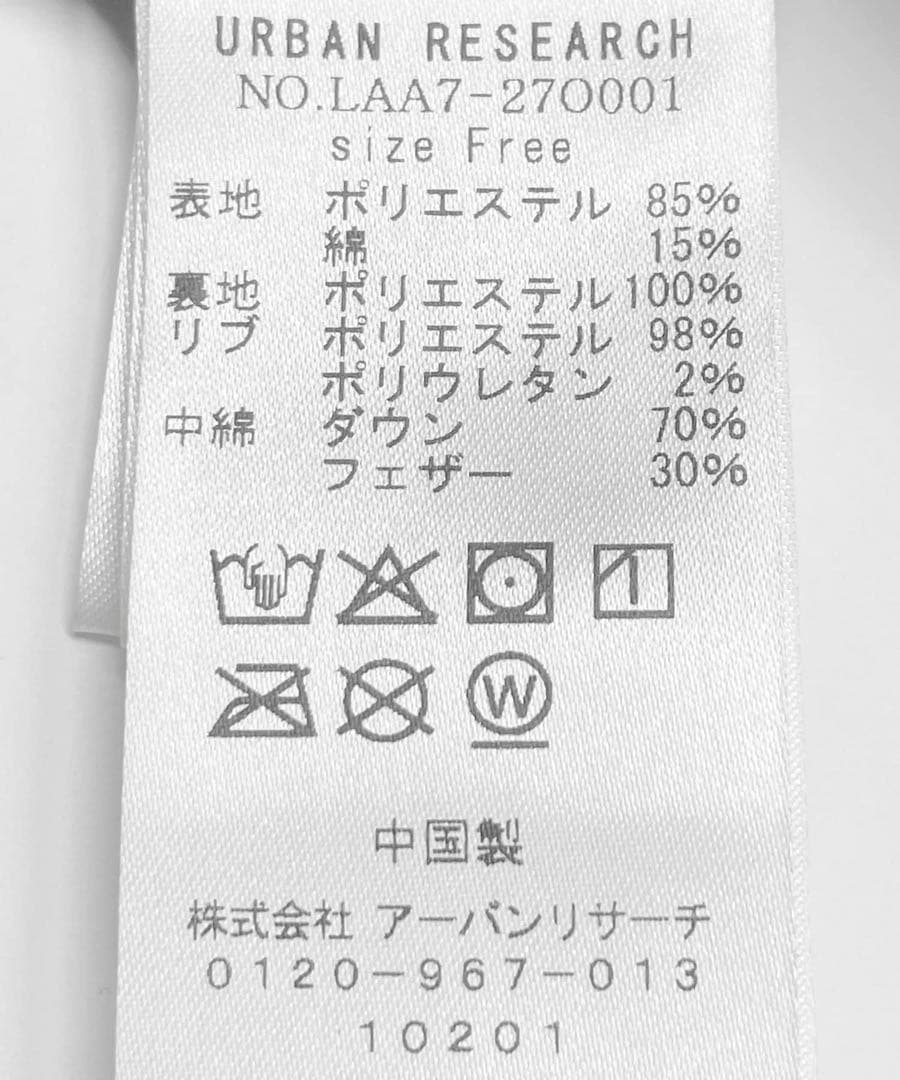 URBAN RESEARCH
NO.LAA7-270001
size Free
表地 ポリエステル 85%
綿 15%
裏地 ポリエステル 100%
リブ ポリエステル 98%
ポリウレタン 2%
中綿 ダウン 70%
フェザー 30%
W
中国製
株式会社 アーバンリサーチ
0120-967-013
10201